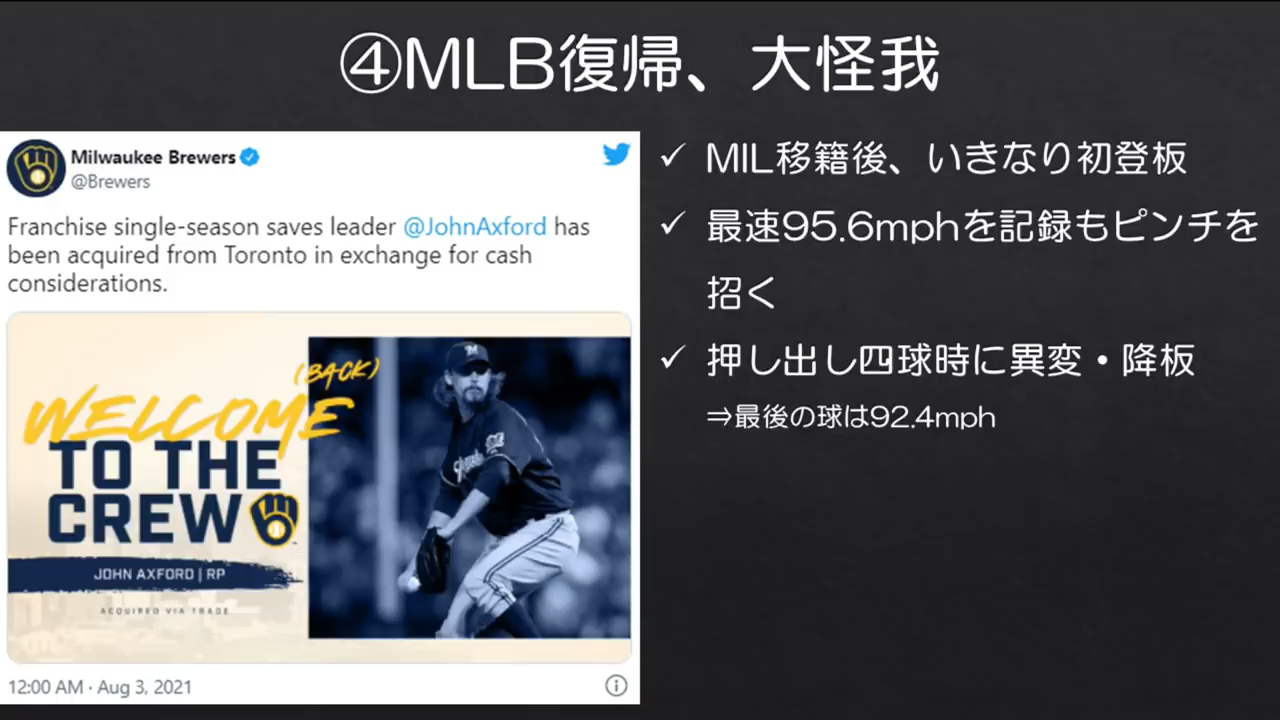 ④MLB復帰、大怪我
Milwaukee Brewers
@Brewers
Franchise single-season saves leader @JohnAxford has
been acquired from Toronto in exchange for cash
considerations.
(BACK)
WELCOME
TO THE
CREW
JOHN AXFORD | RP
ACQUIRED VIA TRADE
12:00 AM · Aug 3, 2021
✓ MIL移籍後、いきなり初登板
✓ 最速95.6mphを記録もピンチを
招く
✓ 押し出し四球時に異変・降板
⇒最後の球は92.4mph